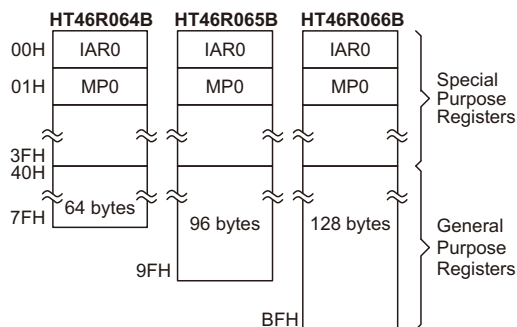 HT46R064B HT46R065B HT46R066B
00H IAR0 IAR0 IAR0
01H MP0 MP0 MP0
Special
Purpose
Registers
3FH
40H
7FH 64 bytes 96 bytes 128 bytes
General
Purpose
Registers
9FH
BFH